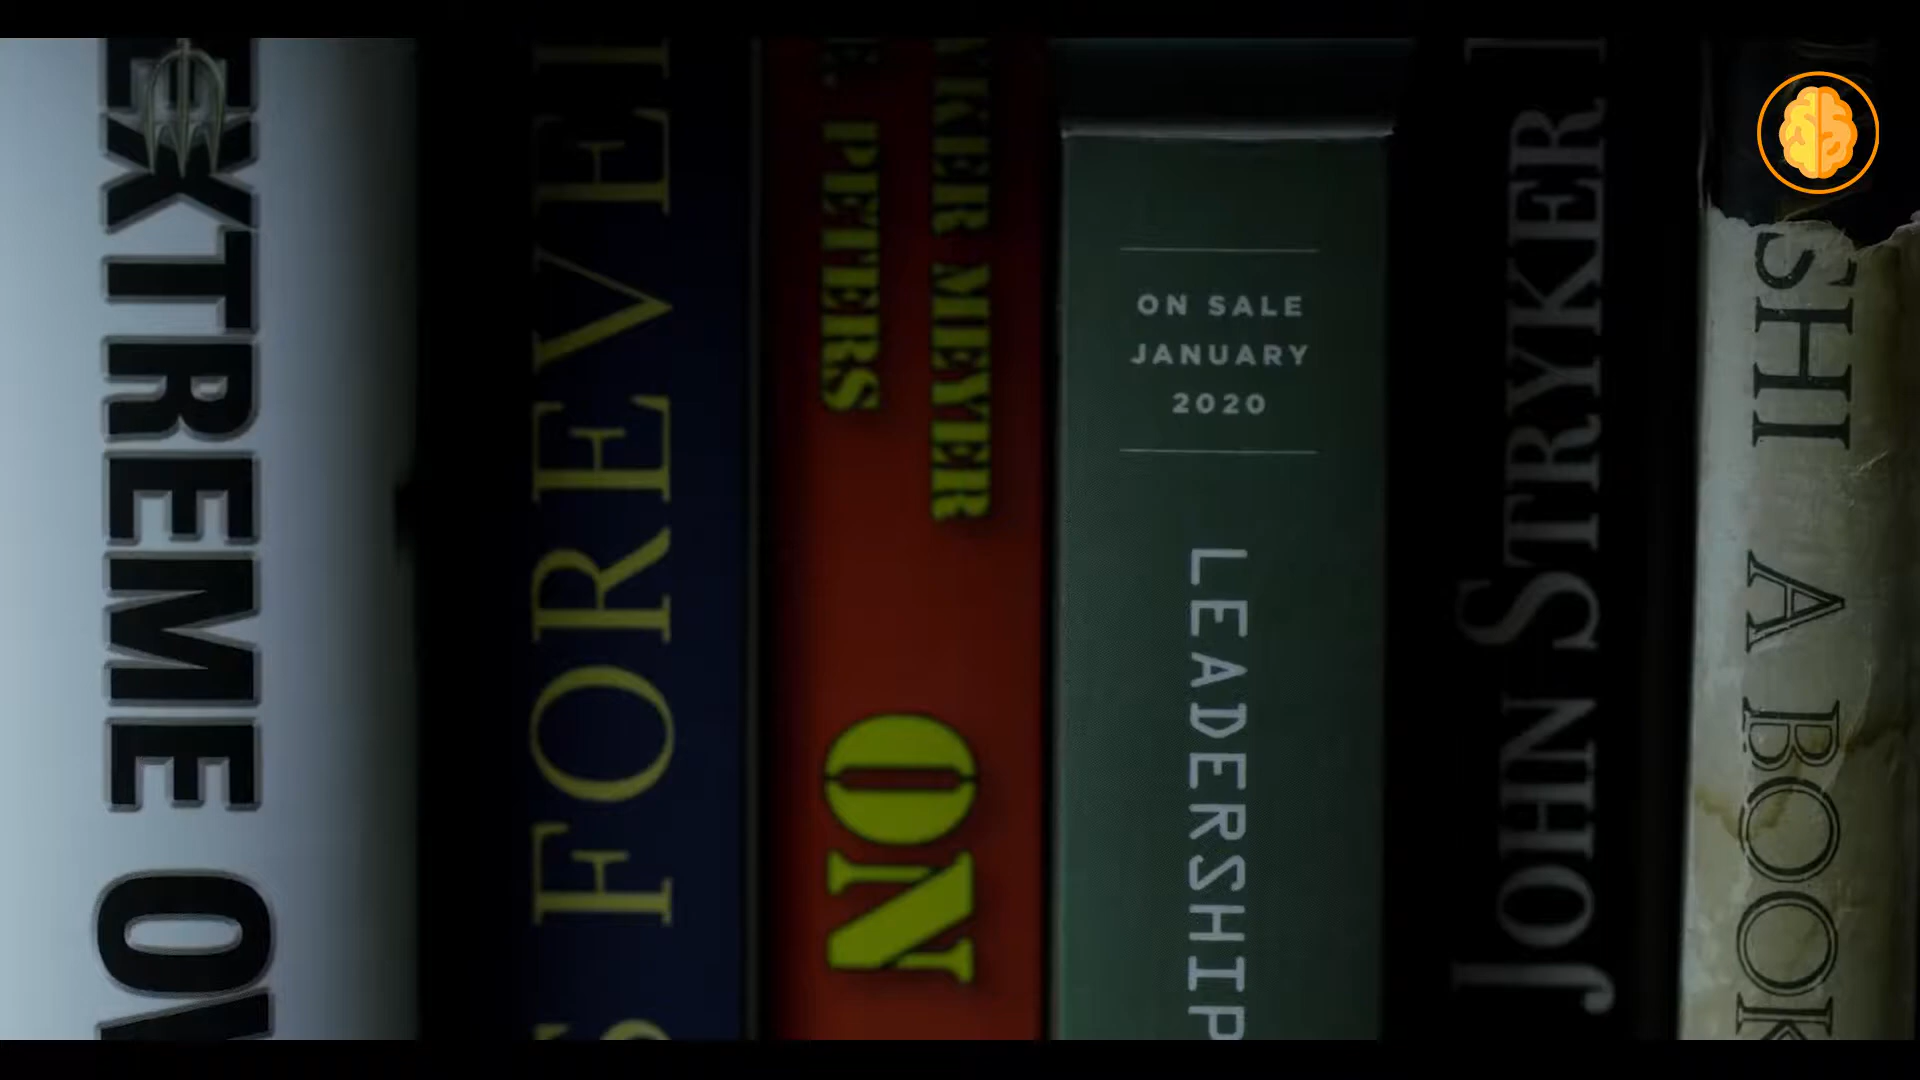 EXTREME OW
S FOREVE
E. PETERS
KER MEYER
ON
ON SALE
JANUARY
2020
LEADERSHIP
JOHN STRYKER
SHI A BOOK